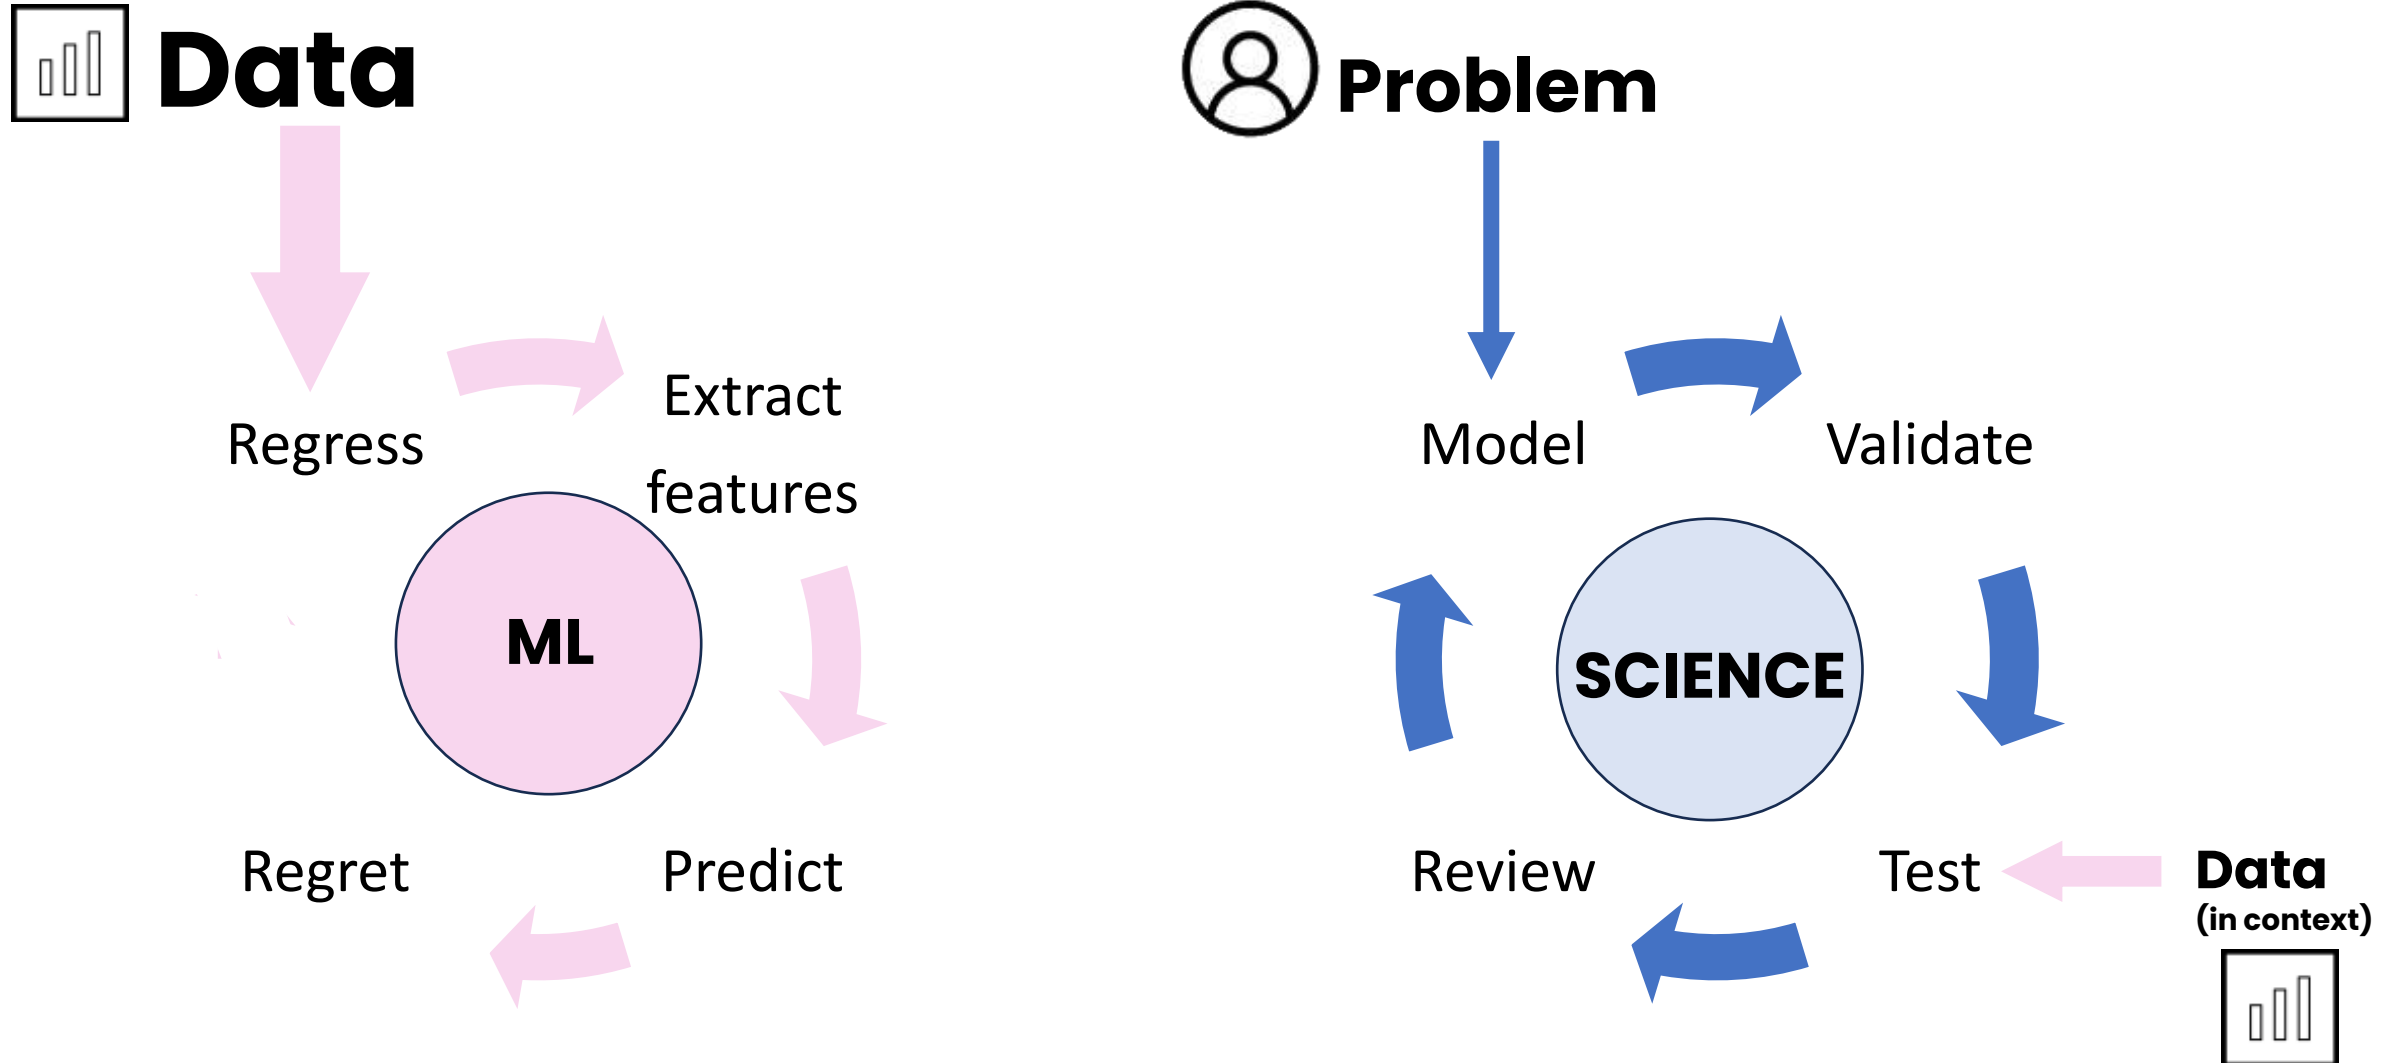 Data
Regress
Extract
features
ML
Regret
Predict
Problem
Model
Validate
SCIENCE
Review
Test
Data
(in context)